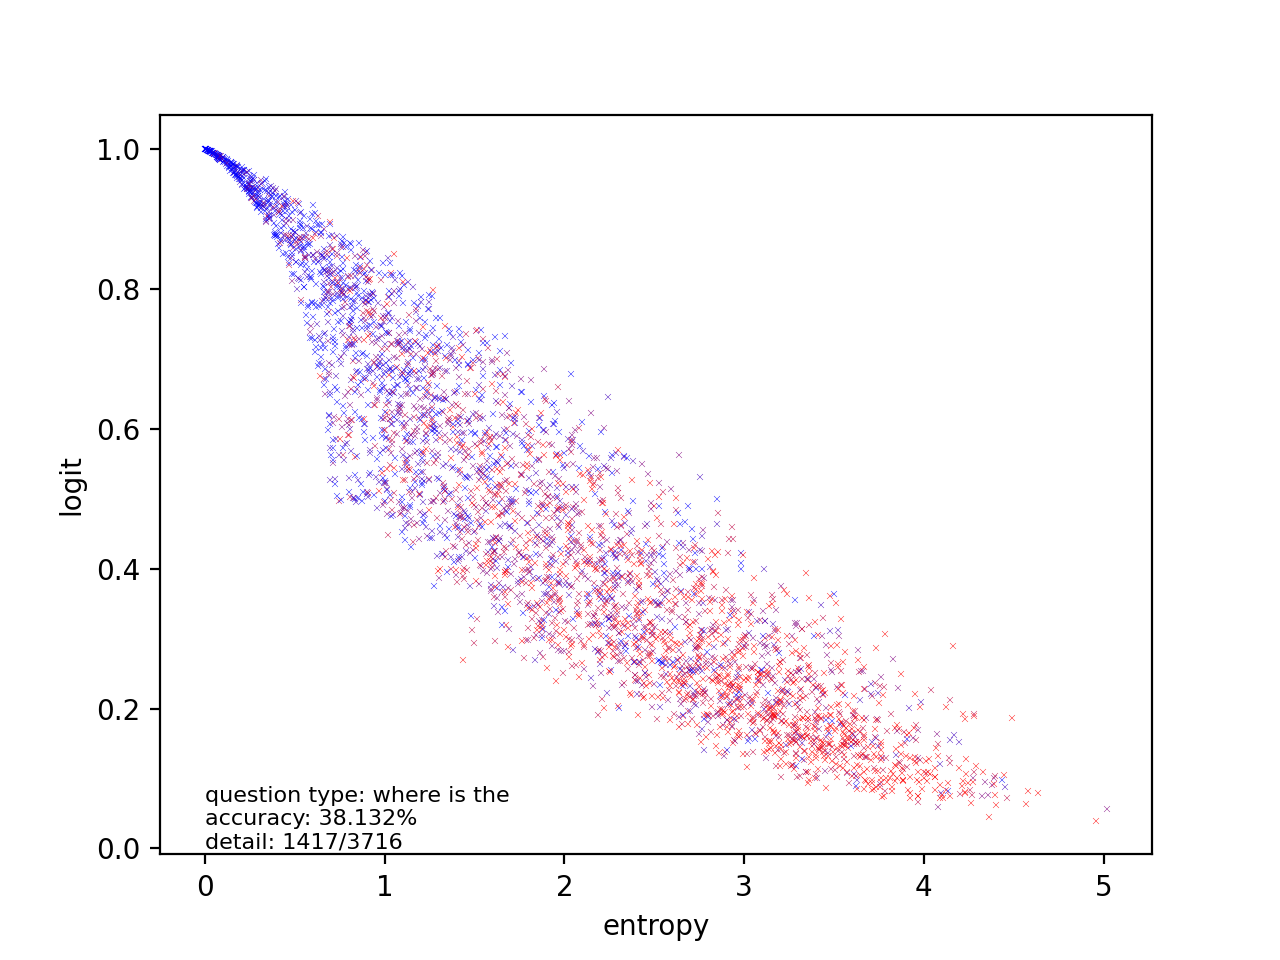 1.0
0.8
0.6
0.4
0.2
0.0
logit
question type: where is the
accuracy: 38.132%
detail: 1417/3716
0 1 2 3 4 5
entropy